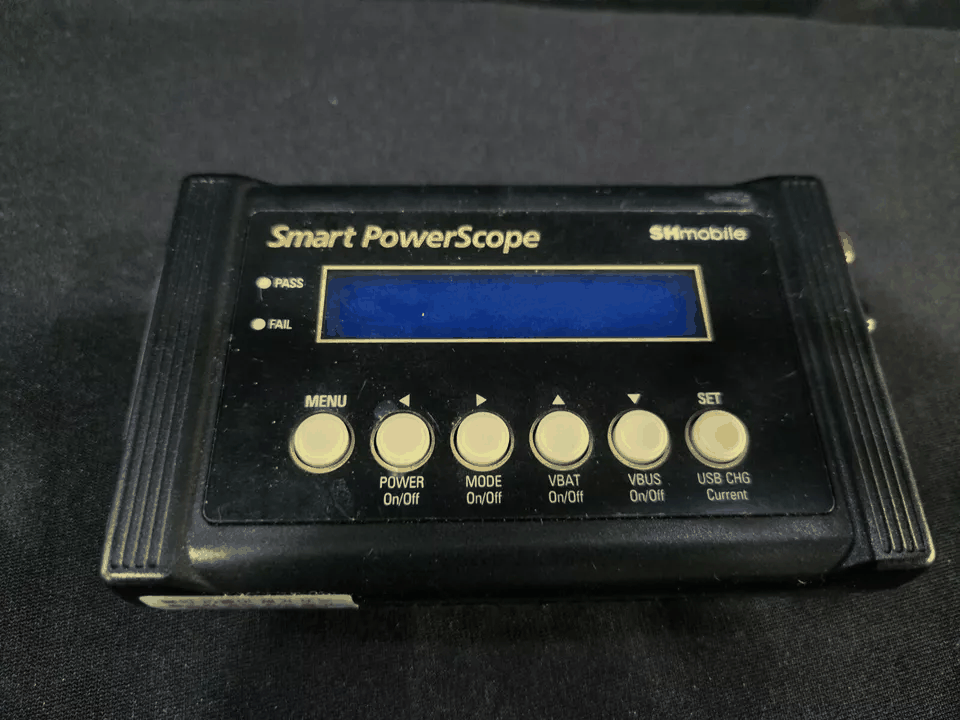 Smart PowerScope
SHmobile
PASS
FAIL
MENU ◀ ▶ ▲ ▼ SET
POWER On/Off
MODE On/Off
VBAT On/Off
VBUS On/Off
USB CHG Current